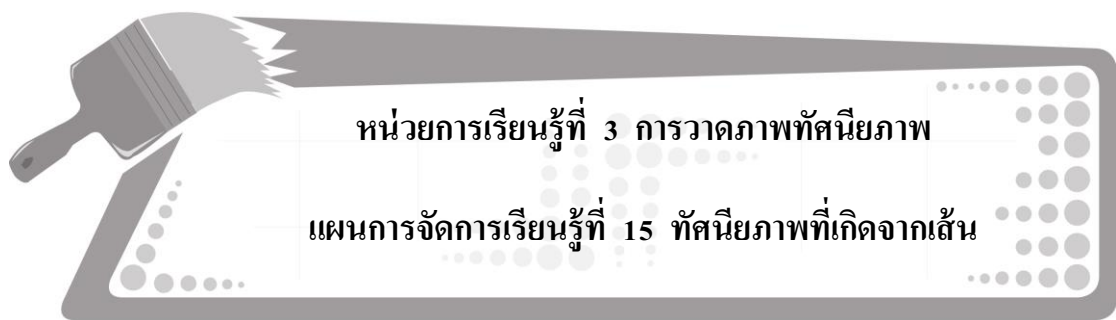 หน่วยการเรียนรู้ที่ 3 การวาดภาพทัศนียภาพ
แผนการจัดการเรียนรู้ที่ 15 ทัศนียภาพที่เกิดจากเส้น